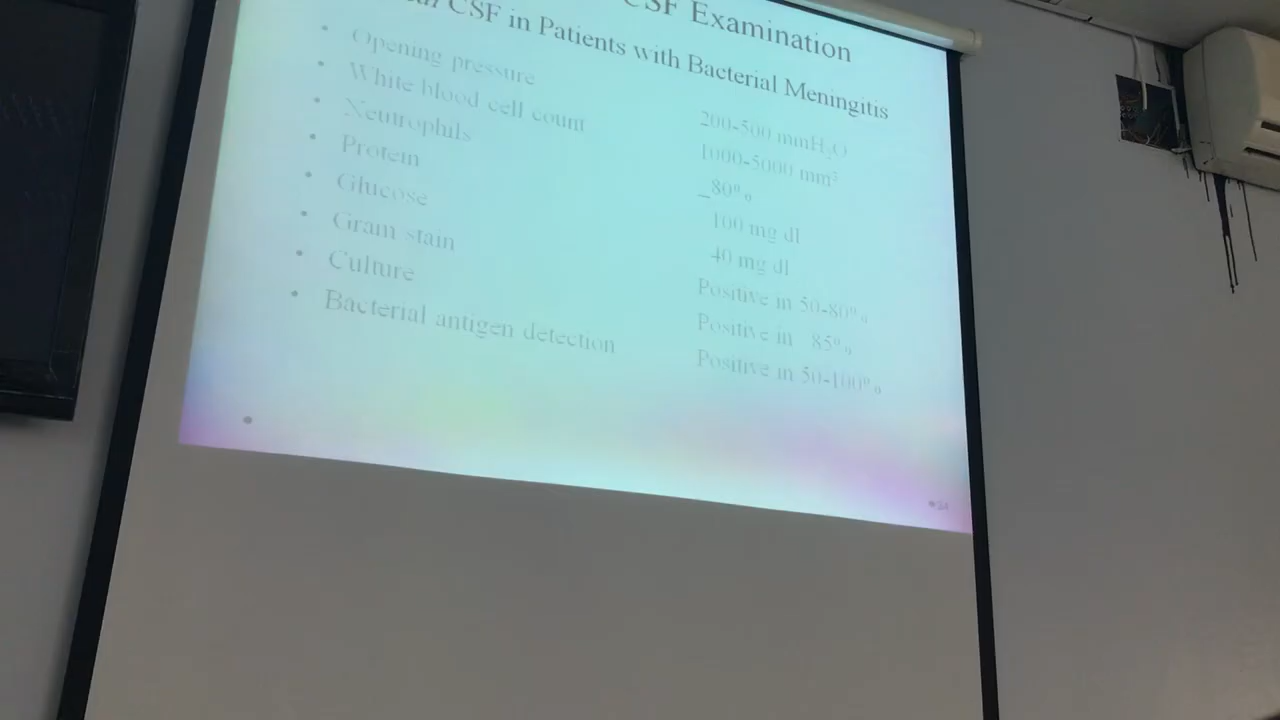 CSF Examination
CSF in Patients with Bacterial Meningitis
• Opening pressure 200-500 mmH₂O
• White blood cell count 1000-5000 mm³
• Neutrophils 80%
• Protein 100 mg dl
• Glucose 40 mg dl
• Gram stain Positive in 50-80%
• Culture Positive in 85%
• Bacterial antigen detection Positive in 50-100%